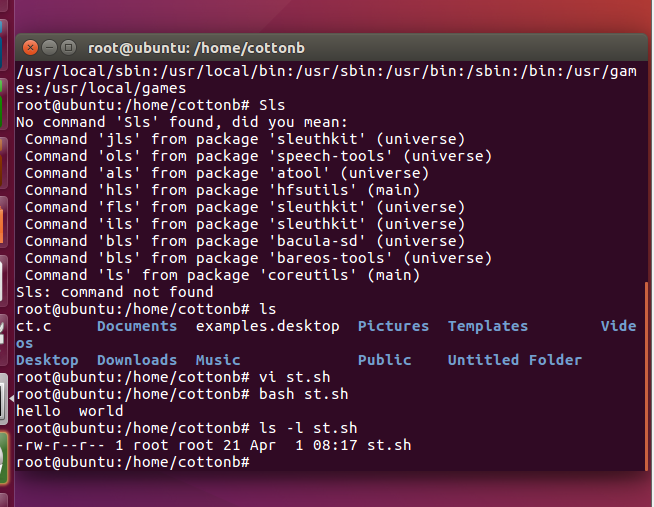 root@ubuntu: /home/cottonb
/usr/local/sbin:/usr/local/bin:/usr/sbin:/usr/bin:/sbin:/bin:/usr/gam
es:/usr/local/games
root@ubuntu:/home/cottonb# Sls
No command 'Sls' found, did you mean:
 Command 'jls' from package 'sleuthkit' (universe)
 Command 'ols' from package 'speech-tools' (universe)
 Command 'als' from package 'atool' (universe)
 Command 'hls' from package 'hfsutils' (main)
 Command 'fls' from package 'sleuthkit' (universe)
 Command 'ils' from package 'sleuthkit' (universe)
 Command 'bls' from package 'bacula-sd' (universe)
 Command 'bls' from package 'bareos-tools' (universe)
 Command 'ls' from package 'coreutils' (main)
Sls: command not found
root@ubuntu:/home/cottonb# ls
ct.c     Documents  examples.desktop  Pictures  Templates        Vide
os
Desktop  Downloads  Music             Public    Untitled Folder
root@ubuntu:/home/cottonb# vi st.sh
root@ubuntu:/home/cottonb# bash st.sh
hello  world
root@ubuntu:/home/cottonb# ls -l st.sh
-rw-r--r-- 1 root root 21 Apr  1 08:17 st.sh
root@ubuntu:/home/cottonb#